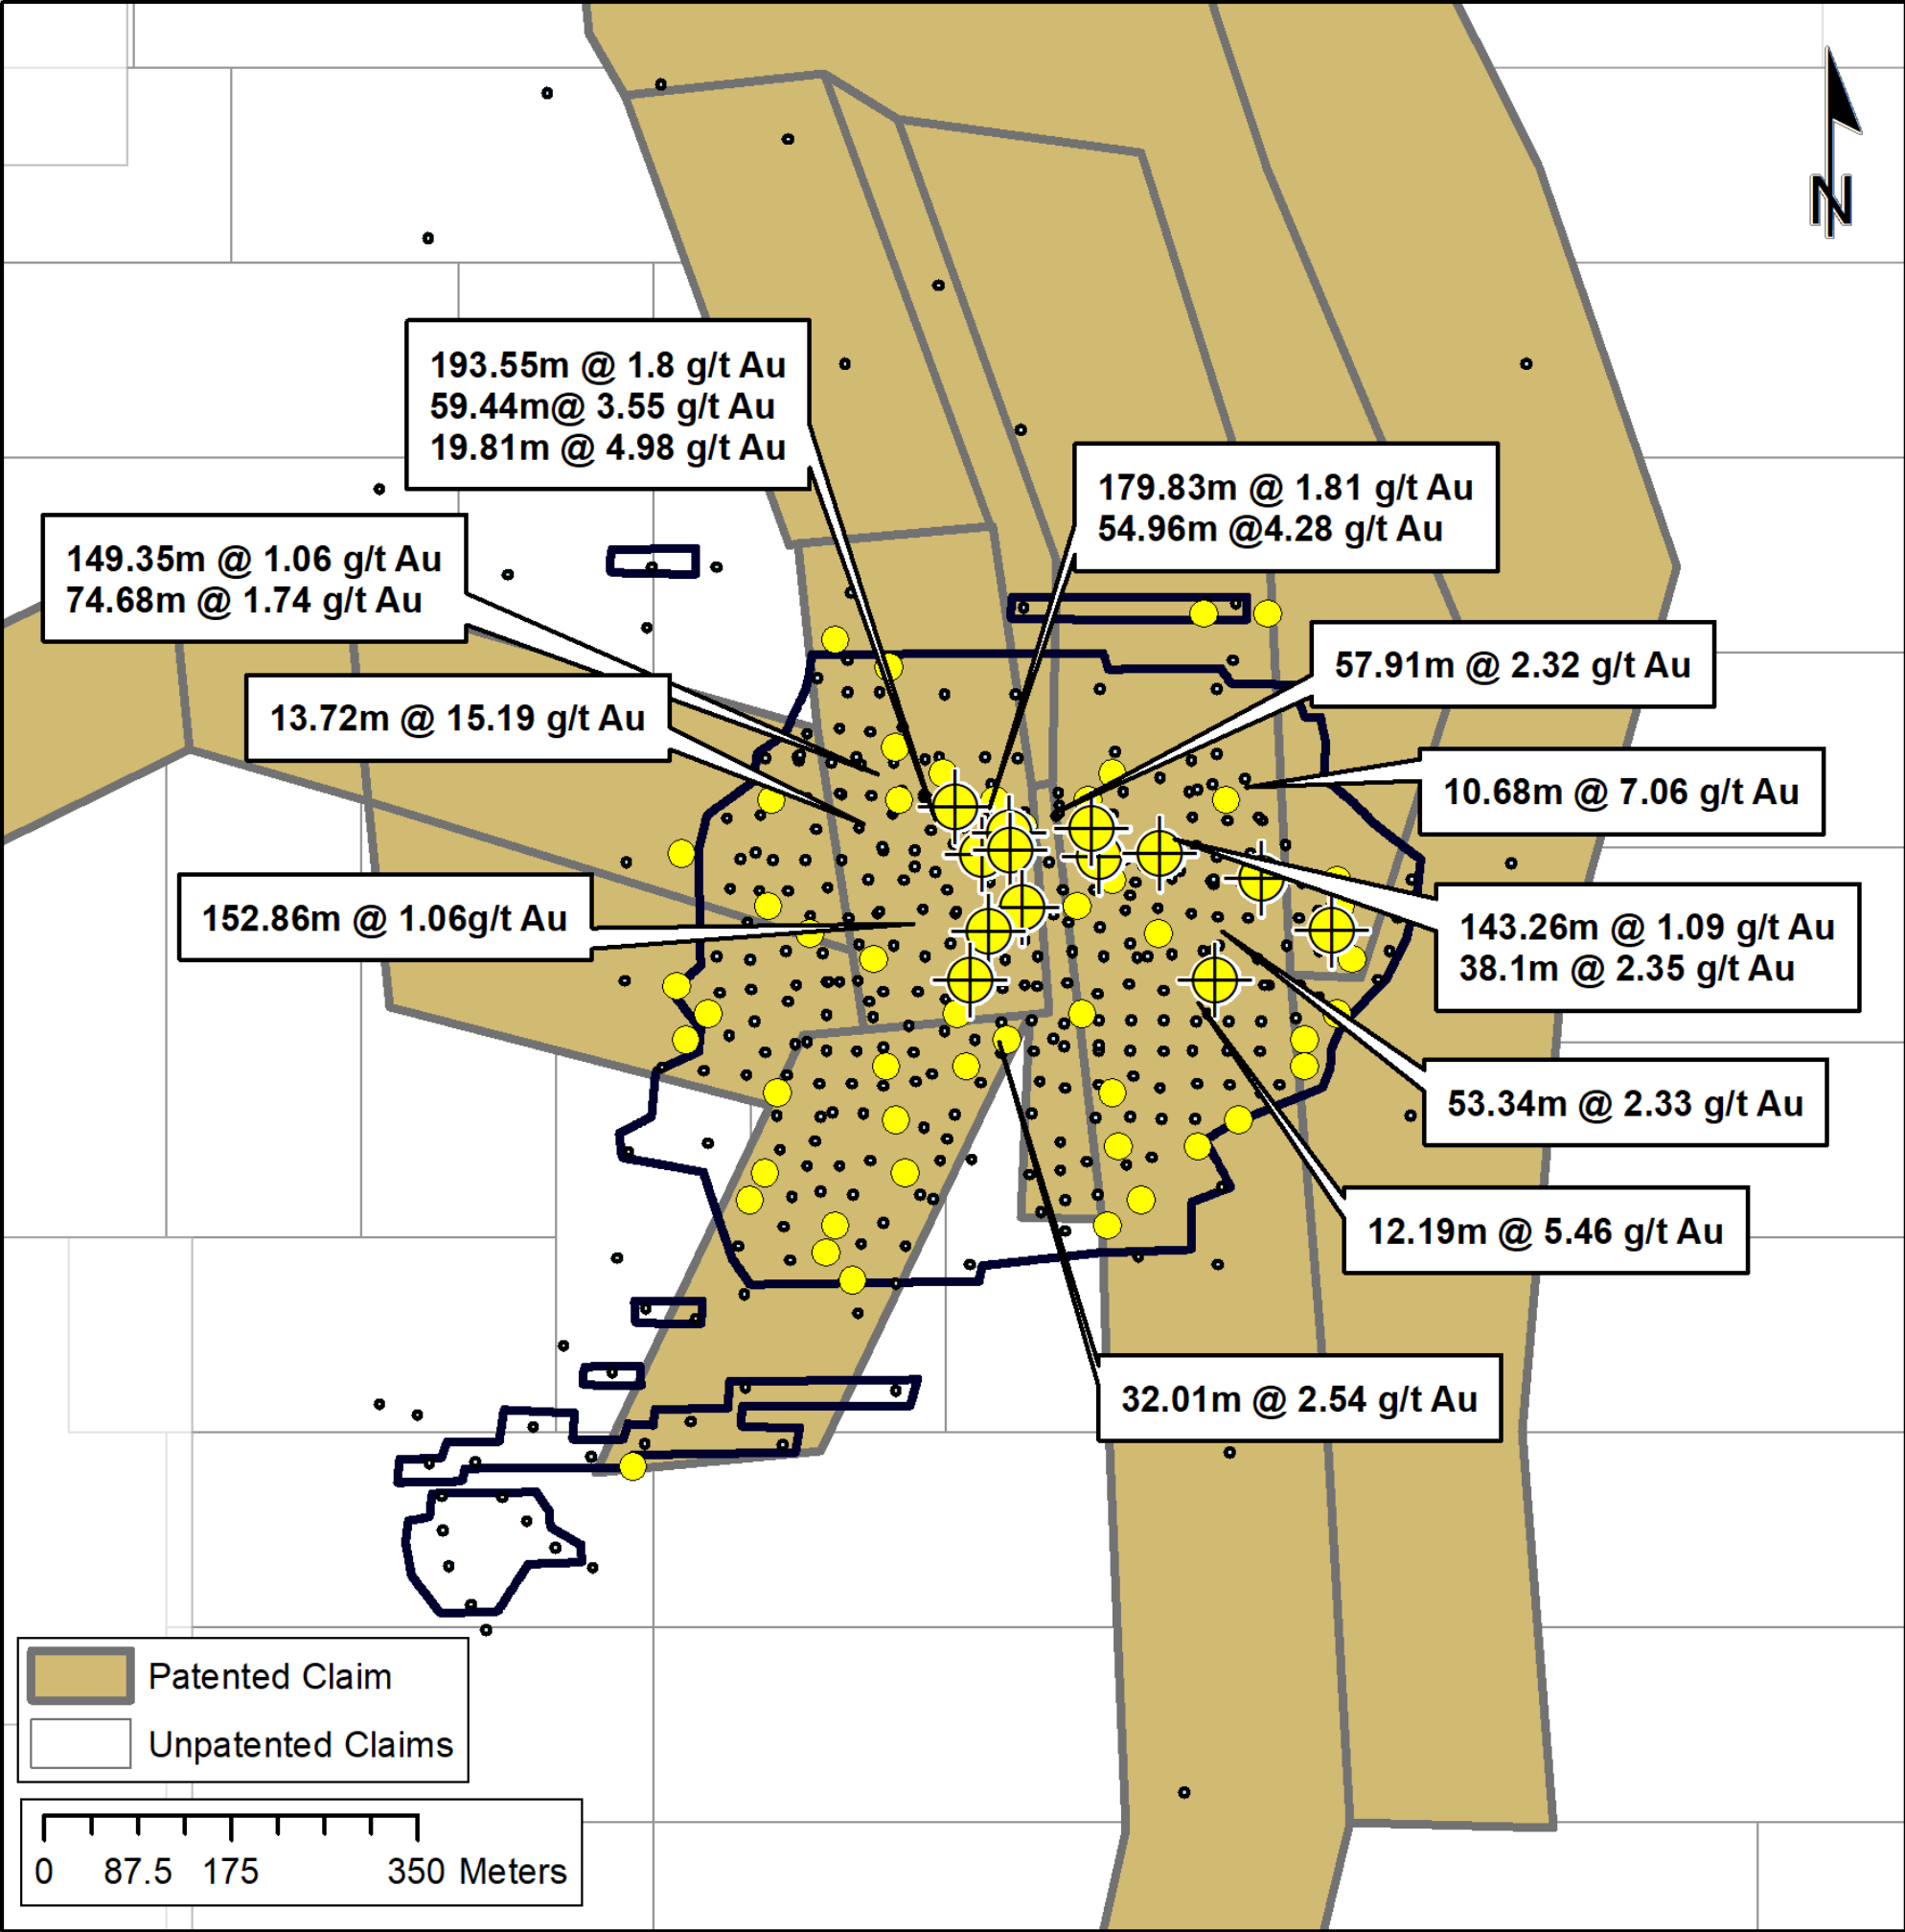 N
193.55m @ 1.8 g/t Au
59.44m@ 3.55 g/t Au
19.81m @ 4.98 g/t Au
179.83m @ 1.81 g/t Au
54.96m @4.28 g/t Au
149.35m @ 1.06 g/t Au
74.68m @ 1.74 g/t Au
57.91m @ 2.32 g/t Au
13.72m @ 15.19 g/t Au
10.68m @ 7.06 g/t Au
152.86m @ 1.06g/t Au
143.26m @ 1.09 g/t Au
38.1m @ 2.35 g/t Au
53.34m @ 2.33 g/t Au
12.19m @ 5.46 g/t Au
32.01m @ 2.54 g/t Au
Patented Claim
Unpatented Claims
0 87.5 175 350 Meters